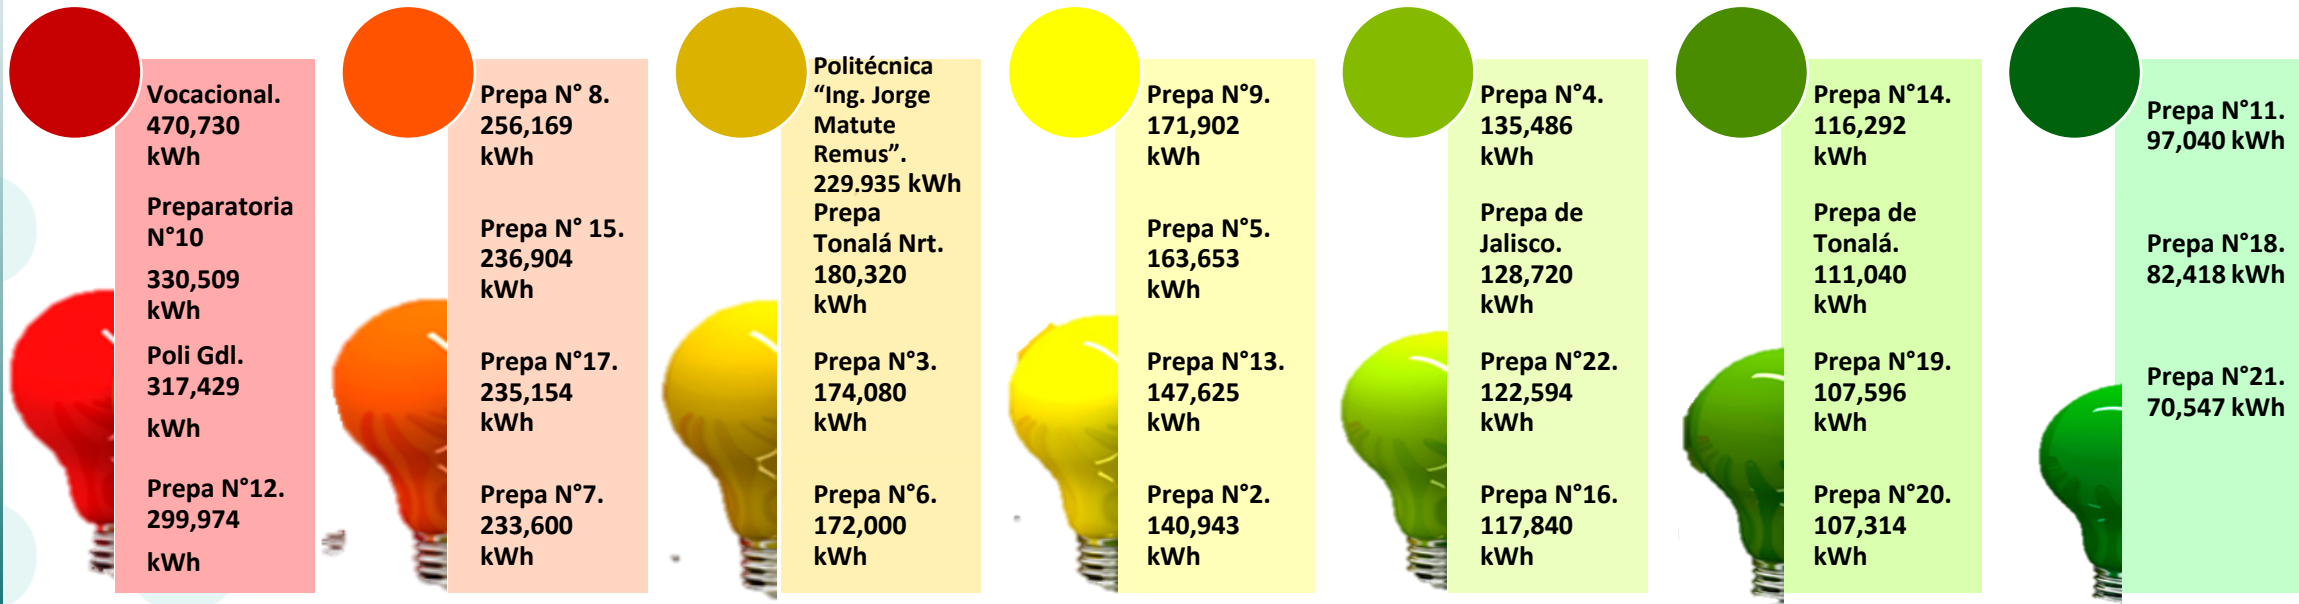 Vocacional.
470,730
kWh
Preparatoria
N°10
330,509
kWh
Poli Gdl.
317,429
kWh
Prepa N°12.
299,974
kWh
Prepa N° 8.
256,169
kWh
Prepa N° 15.
236,904
kWh
Prepa N°17.
235,154
kWh
Prepa N°7.
233,600
kWh
Politécnica
“Ing. Jorge
Matute
Remus”.
229.935 kWh
Prepa
Tonalá Nrt.
180,320
kWh
Prepa N°3.
174,080
kWh
Prepa N°6.
172,000
kWh
Prepa N°9.
171,902
kWh
Prepa N°5.
163,653
kWh
Prepa N°13.
147,625
kWh
Prepa N°2.
140,943
kWh
Prepa N°4.
135,486
kWh
Prepa de
Jalisco.
128,720
kWh
Prepa N°22.
122,594
kWh
Prepa N°16.
117,840
kWh
Prepa N°14.
116,292
kWh
Prepa de
Tonalá.
111,040
kWh
Prepa N°19.
107,596
kWh
Prepa N°20.
107,314
kWh
Prepa N°11.
97,040 kWh
Prepa N°18.
82,418 kWh
Prepa N°21.
70,547 kWh